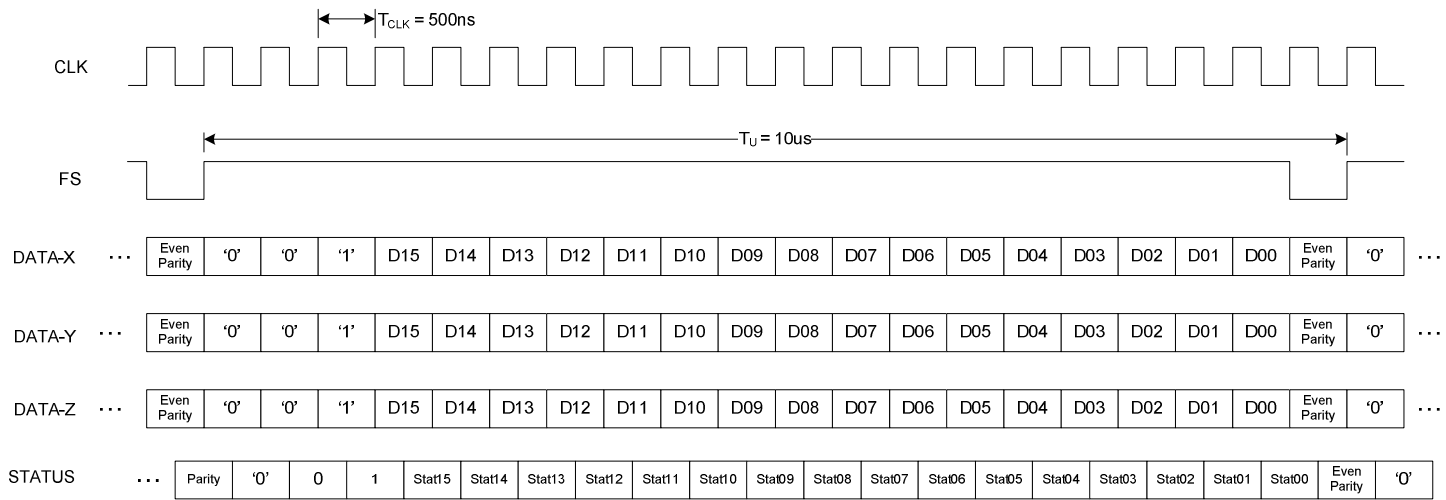 T_CLK = 500ns
CLK
T_U = 10us
FS
DATA-X ... Even Parity '0' '0' '1' D15 D14 D13 D12 D11 D10 D09 D08 D07 D06 D05 D04 D03 D02 D01 D00 Even Parity '0' ...
DATA-Y ... Even Parity '0' '0' '1' D15 D14 D13 D12 D11 D10 D09 D08 D07 D06 D05 D04 D03 D02 D01 D00 Even Parity '0' ...
DATA-Z ... Even Parity '0' '0' '1' D15 D14 D13 D12 D11 D10 D09 D08 D07 D06 D05 D04 D03 D02 D01 D00 Even Parity '0' ...
STATUS ... Parity '0' 0 1 Stat15 Stat14 Stat13 Stat12 Stat11 Stat10 Stat09 Stat08 Stat07 Stat06 Stat05 Stat04 Stat03 Stat02 Stat01 Stat00 Even Parity '0'